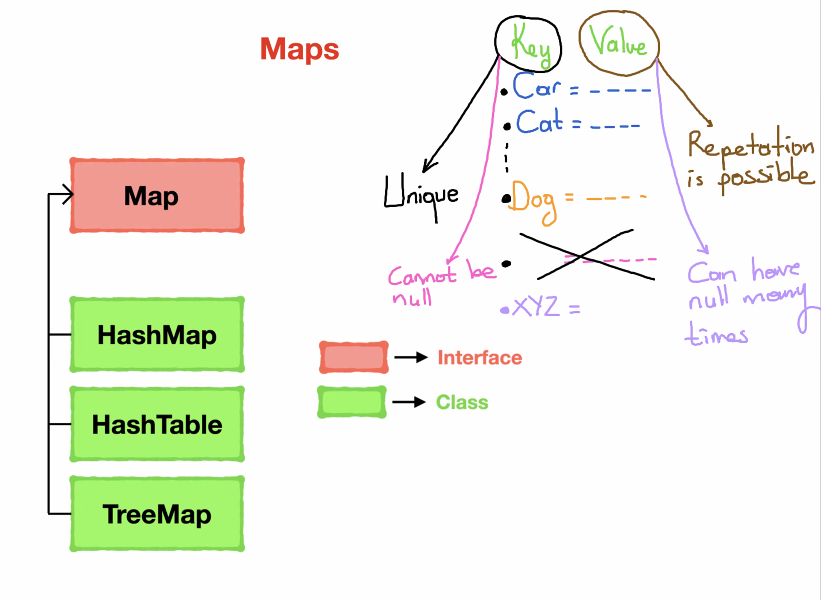 Maps
Key
Value
Car = - - - -
Cat = - - - -
Unique
Repetation
is possible
Dog = - - - - -
Cannot be
null
- - - - - -
Can have
null many
times
XYZ =
Map
HashMap
HashTable
TreeMap
Interface
Class